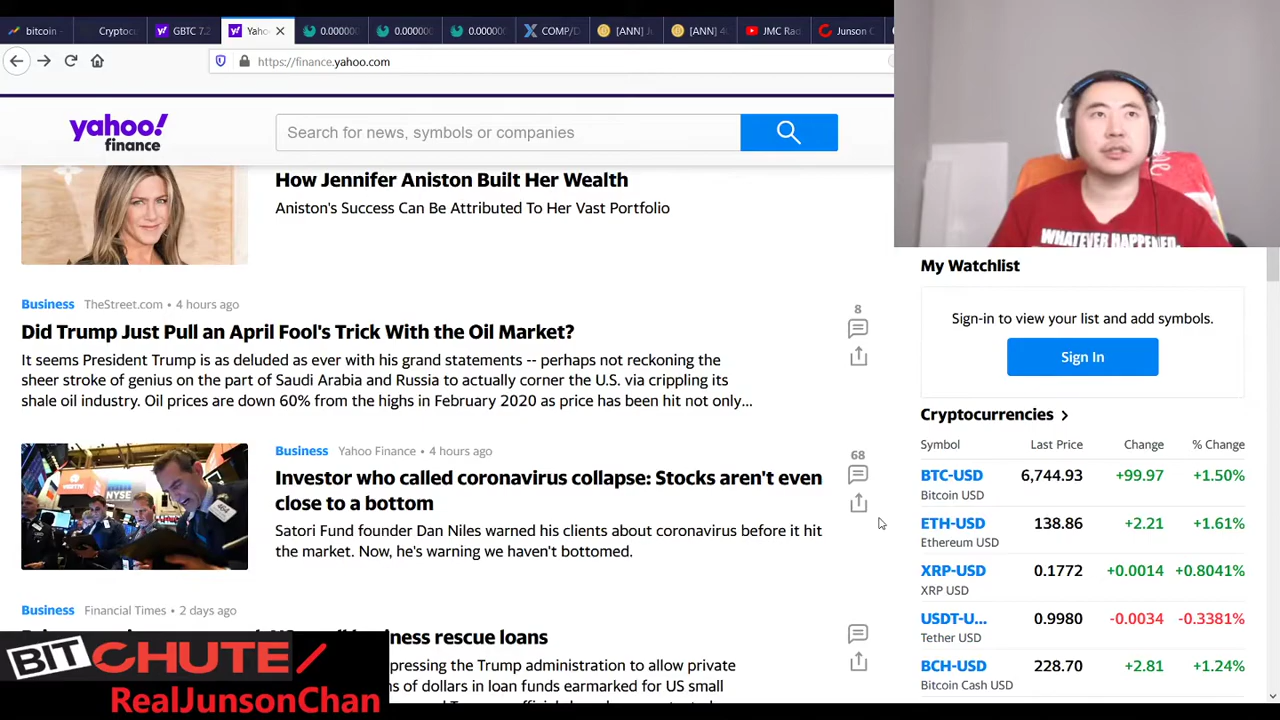 bitcoin
Cryptocu
GBTC 7.2
Yaho
0.000000
0.000000
0.000000
COMP/D
[ANN] Ju
[ANN] 4
JMC Rad
Junson C
https://finance.yahoo.com
yahoo!
finance
Search for news, symbols or companies
How Jennifer Aniston Built Her Wealth
Aniston's Success Can Be Attributed To Her Vast Portfolio
WHATEVER HAPPENED,
Business TheStreet.com • 4 hours ago
8
Did Trump Just Pull an April Fool's Trick With the Oil Market?
It seems President Trump is as deluded as ever with his grand statements -- perhaps not reckoning the
sheer stroke of genius on the part of Saudi Arabia and Russia to actually corner the U.S. via crippling its
shale oil industry. Oil prices are down 60% from the highs in February 2020 as price has been hit not only...
NYSE
Business Yahoo Finance • 4 hours ago
68
Investor who called coronavirus collapse: Stocks aren't even
close to a bottom
Satori Fund founder Dan Niles warned his clients about coronavirus before it hit
the market. Now, he's warning we haven't bottomed.
Business Financial Times • 2 days ago
business rescue loans
pressing the Trump administration to allow private
of dollars in loan funds earmarked for US small
My Watchlist
Sign-in to view your list and add symbols.
Sign In
Cryptocurrencies
Symbol Last Price Change % Change
BTC-USD 6,744.93 +99.97 +1.50%
Bitcoin USD
ETH-USD 138.86 +2.21 +1.61%
Ethereum USD
XRP-USD 0.1772 +0.0014 +0.8041%
XRP USD
USDT-U... 0.9980 -0.0034 -0.3381%
Tether USD
BCH-USD 228.70 +2.81 +1.24%
Bitcoin Cash USD
BITCHUTE/
RealJunsonChan